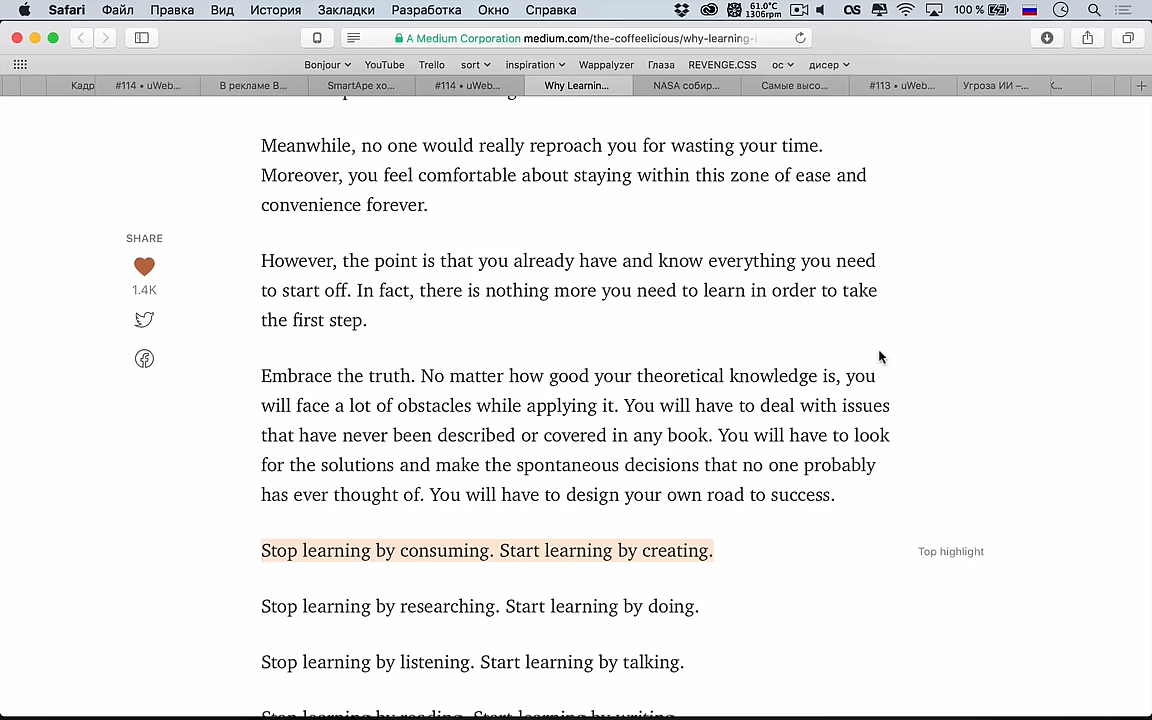 Safari Файл Правка Вид История Закладки Разработка Окно Справка 61.0°C 1306rpm 100 %
A Medium Corporation medium.com/the-coffeelicious/why-learning-i
Bonjour YouTube Trello sort inspiration Wappalyzer Глаза REVENGE.CSS ос дисер
Кадр #114 • uWeb... В рекламе В... SmartApe хо... #114 • uWeb... Why Learnin... NASA собир... Самые высо... #113 • uWeb... Угроза ИИ –...
Meanwhile, no one would really reproach you for wasting your time.
Moreover, you feel comfortable about staying within this zone of ease and
convenience forever.
SHARE
1.4K
However, the point is that you already have and know everything you need
to start off. In fact, there is nothing more you need to learn in order to take
the first step.
Embrace the truth. No matter how good your theoretical knowledge is, you
will face a lot of obstacles while applying it. You will have to deal with issues
that have never been described or covered in any book. You will have to look
for the solutions and make the spontaneous decisions that no one probably
has ever thought of. You will have to design your own road to success.
Stop learning by consuming. Start learning by creating.
Top highlight
Stop learning by researching. Start learning by doing.
Stop learning by listening. Start learning by talking.
Stop learning by reading. Start learning by writing.